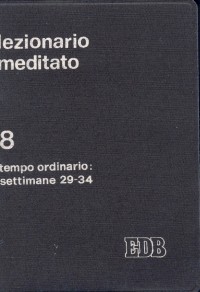 lezionario
meditato
8
tempo ordinario:
settimane 29-34
EDB